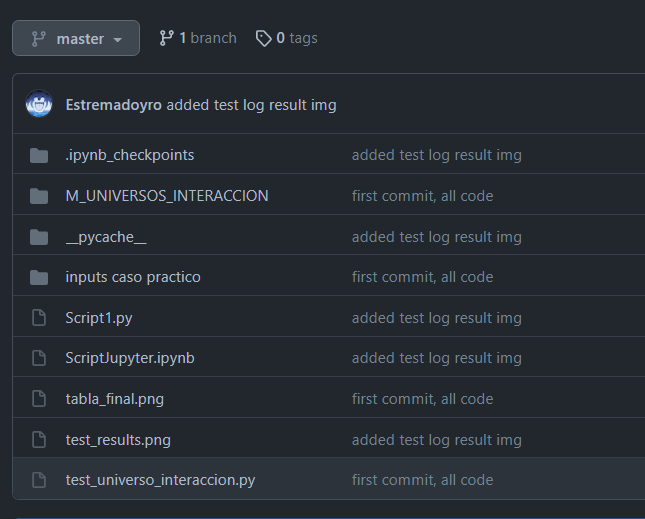 master 1 branch 0 tags
Estremadoyro added test log result img
.ipynb_checkpoints added test log result img
M_UNIVERSOS_INTERACCION first commit, all code
__pycache__ added test log result img
inputs caso practico first commit, all code
Script1.py added test log result img
ScriptJupyter.ipynb added test log result img
tabla_final.png first commit, all code
test_results.png added test log result img
test_universo_interaccion.py first commit, all code